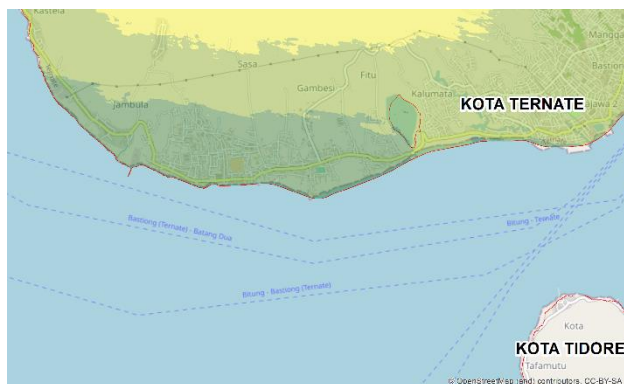 Kastela
Sasa
Fitu
Gambesi
Kalumata
Jambula
Mangga
Bastion
KOTA TERNATE
Bastiong (Ternate) - Batang Dua
Bitung - Ternate
Bitung - Bastiong (Ternate)
Kota
KOTA TIDORE
Tafamutu
© OpenStreetMap (and) contributors, CC-BY-SA